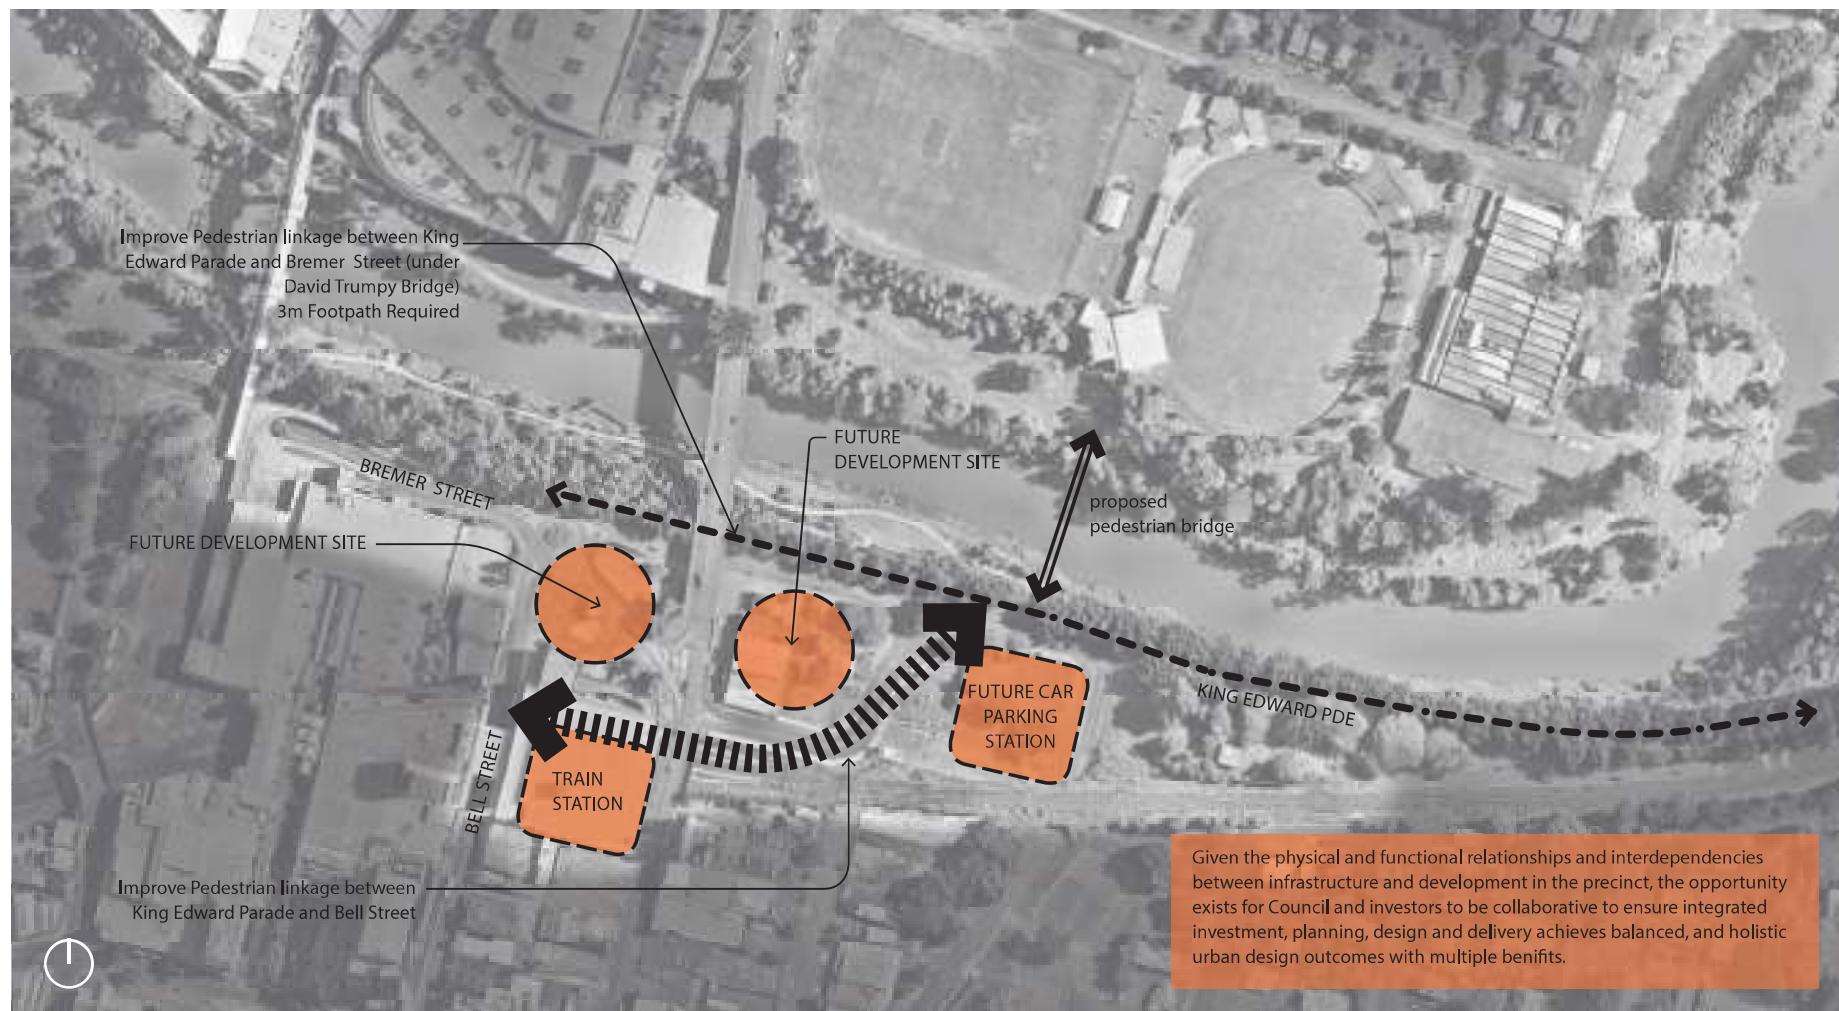 Improve Pedestrian linkage between King
Edward Parade and Bremer Street (under
David Trumpy Bridge)
3m Footpath Required
FUTURE
DEVELOPMENT SITE
BREMER STREET
proposed
pedestrian bridge
FUTURE DEVELOPMENT SITE
FUTURE CAR
PARKING
STATION
KING EDWARD PDE
BELL STREET
TRAIN
STATION
Improve Pedestrian linkage between
King Edward Parade and Bell Street
Given the physical and functional relationships and interdependencies
between infrastructure and development in the precinct, the opportunity
exists for Council and investors to be collaborative to ensure integrated
investment, planning, design and delivery achieves balanced, and holistic
urban design outcomes with multiple benifits.